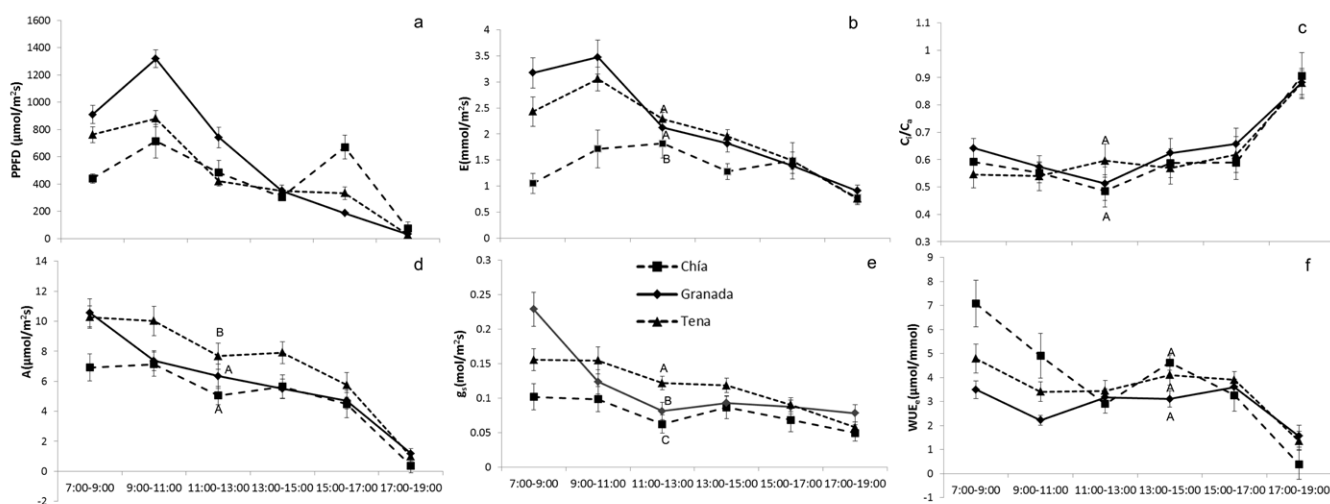 a
1600
1400
1200
1000
800
600
400
200
0
PPFD (µmol/m²s)
b
4
3.5
3
2.5
2
1.5
1
0.5
0
E(mmol/m²s)
A
A
B
c
1.1
1
0.9
0.8
0.7
0.6
0.5
0.4
0.3
Cᵢ/Cₐ
A
A
d
14
12
10
8
6
4
2
0
-2
A(µmol/m²s)
B
A
A
7:00-9:00 9:00-11:00 11:00-13:00 13:00-15:00 15:00-17:00 17:00-19:00
e
0.3
0.25
0.2
0.15
0.1
0.05
0
gₛ(mol/m²s)
Chía
Granada
Tena
A
B
C
7:00-9:00 9:00-11:00 11:00-13:00 13:00-15:00 15:00-17:00 17:00-19:00
f
9
8
7
6
5
4
3
2
1
0
-1
WUEₑ(µmol/mmol)
A
A
A
7:00-9:00 9:00-11:00 11:00-13:00 13:00-15:00 15:00-17:00 17:00-19:00